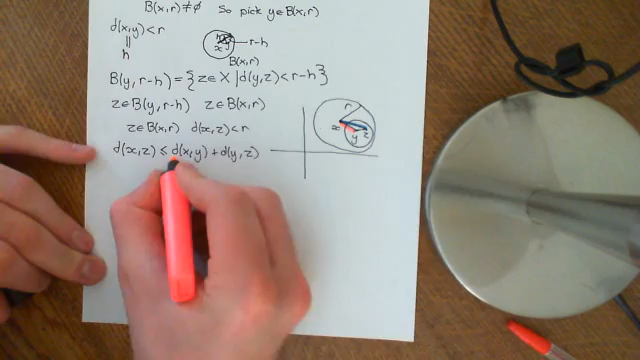 B(x,r)≠∅ So pick y∈B(x,r)
d(x,y)<r
||
h
h
r-h
x
y
B(x,r)
B(y,r-h) = {z∈X | d(y,z)<r-h}
z∈B(y,r-h) z∈B(x,r)
z∈B(x,r) d(x,z)<r
d(x,z) ≤ d(x,y) + d(y,z)
r
x
y
z